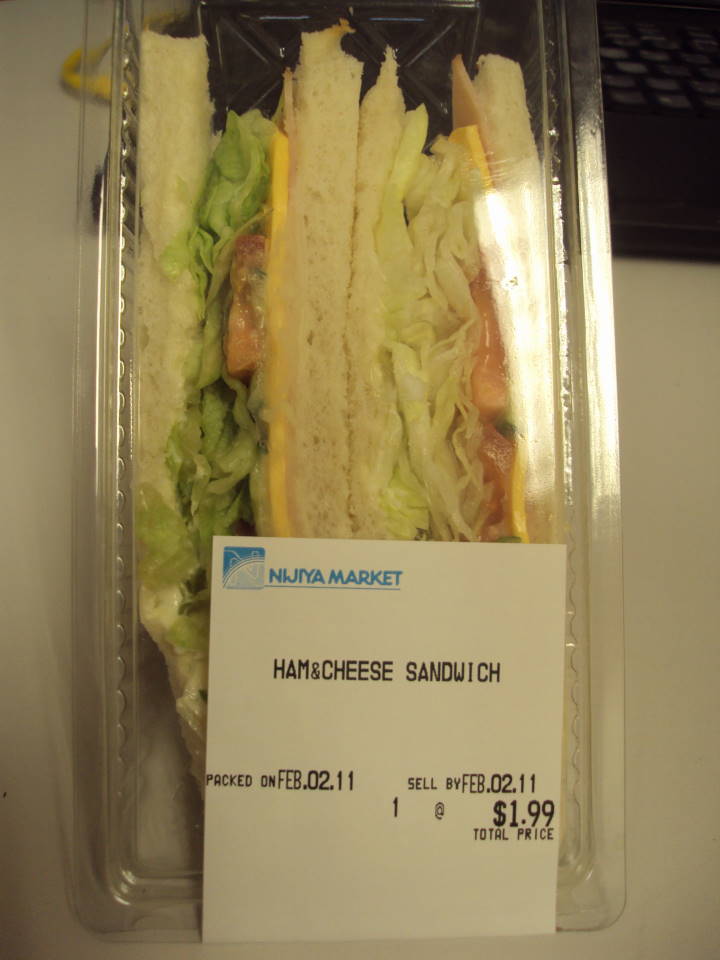 NIJIYA MARKET
HAM&CHEESE SANDWICH
PACKED ON FEB.02.11 SELL BY FEB.02.11
1 @ $1.99
TOTAL PRICE